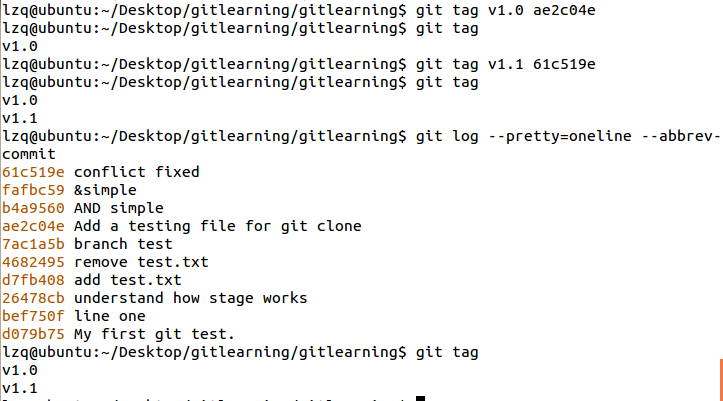 lzq@ubuntu:~/Desktop/gitlearning/gitlearning$ git tag v1.0 ae2c04e
lzq@ubuntu:~/Desktop/gitlearning/gitlearning$ git tag
v1.0
lzq@ubuntu:~/Desktop/gitlearning/gitlearning$ git tag v1.1 61c519e
lzq@ubuntu:~/Desktop/gitlearning/gitlearning$ git tag
v1.0
v1.1
lzq@ubuntu:~/Desktop/gitlearning/gitlearning$ git log --pretty=oneline --abbrev-
commit
61c519e conflict fixed
fafbc59 &simple
b4a9560 AND simple
ae2c04e Add a testing file for git clone
7ac1a5b branch test
4682495 remove test.txt
d7fb408 add test.txt
26478cb understand how stage works
bef750f line one
d079b75 My first git test.
lzq@ubuntu:~/Desktop/gitlearning/gitlearning$ git tag
v1.0
v1.1